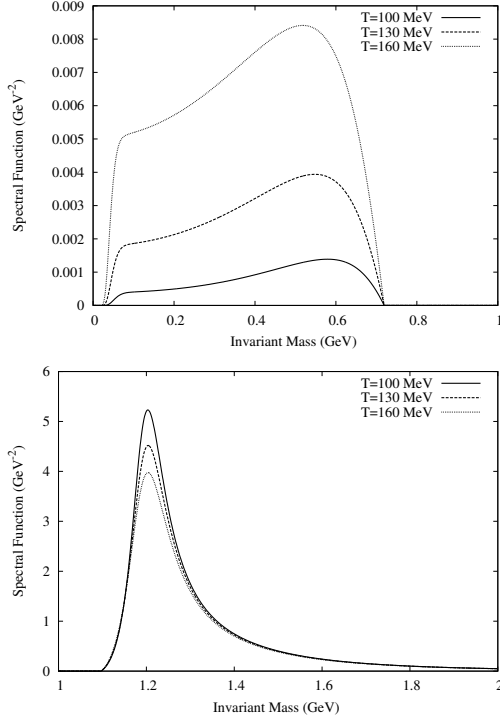 0.009
0.008
0.007
0.006
0.005
0.004
0.003
0.002
0.001
0
Spectral Function (GeV⁻²)
T=100 MeV
T=130 MeV
T=160 MeV
0 0.2 0.4 0.6 0.8 1
Invariant Mass (GeV)
6
5
4
3
2
1
0
Spectral Function (GeV⁻²)
T=100 MeV
T=130 MeV
T=160 MeV
1 1.2 1.4 1.6 1.8 2
Invariant Mass (GeV)